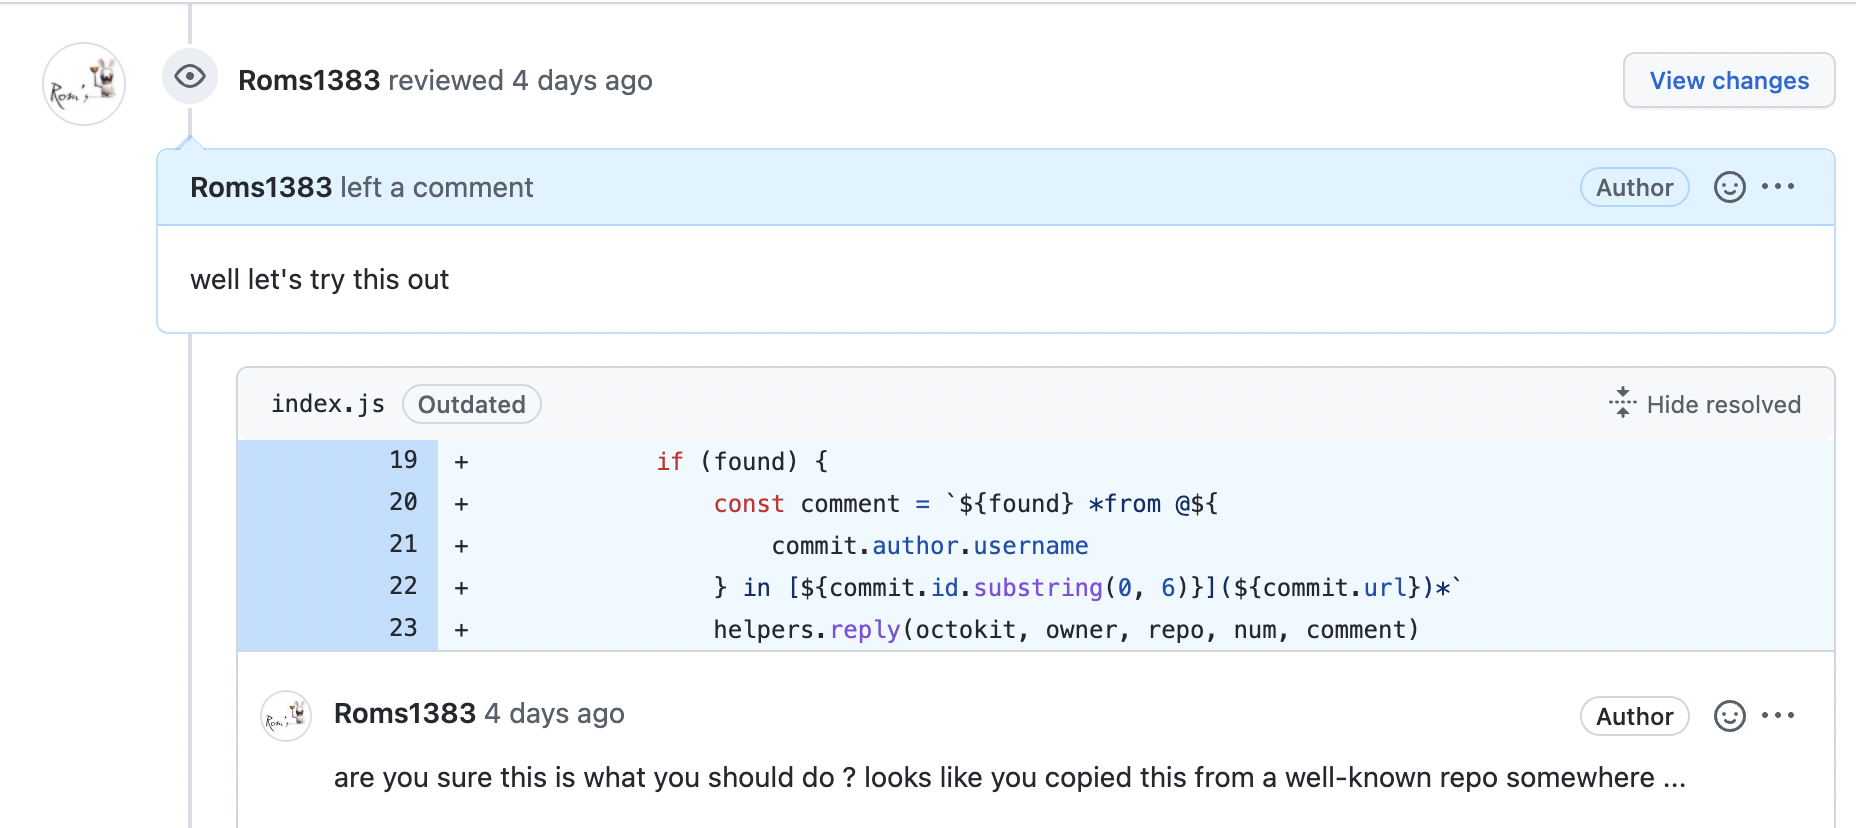 Rom's
Roms1383 reviewed 4 days ago
View changes
Roms1383 left a comment
Author
well let's try this out
index.js Outdated
Hide resolved
19 + if (found) {
20 + const comment = `${found} *from @${
21 + commit.author.username
22 + } in [${commit.id.substring(0, 6)}](${commit.url})*`
23 + helpers.reply(octokit, owner, repo, num, comment)
Rom's
Roms1383 4 days ago
Author
are you sure this is what you should do ? looks like you copied this from a well-known repo somewhere ...